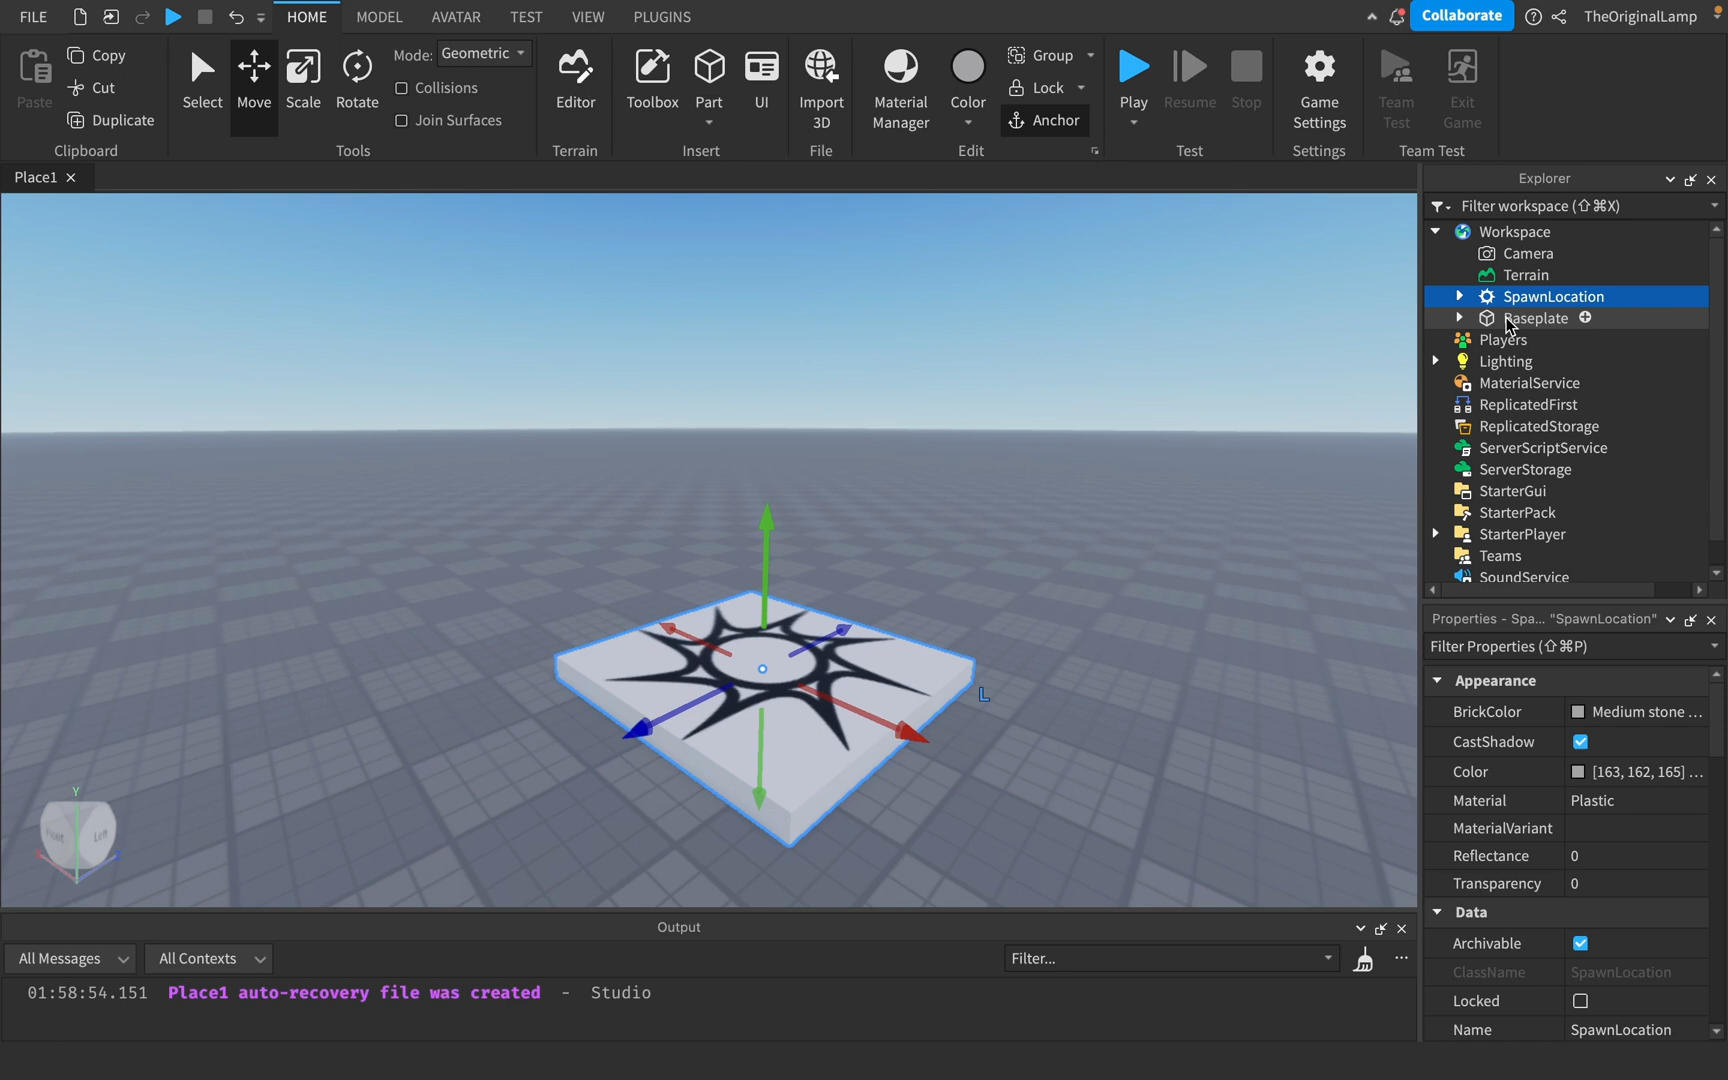 FILE HOME MODEL AVATAR TEST VIEW PLUGINS Collaborate TheOriginalLamp
Paste Copy Cut Duplicate
Clipboard
Select Move Scale Rotate
Mode: Geometric
Collisions
Join Surfaces
Tools
Editor
Terrain
Toolbox Part UI
Insert
Import
3D
File
Material
Manager
Color
Group
Lock
Anchor
Edit
Play Resume Stop
Test
Game
Settings
Settings
Team
Test
Exit
Game
Team Test
Place1
Explorer
Filter workspace (⇧⌘X)
Workspace
Camera
Terrain
SpawnLocation
Baseplate
Players
Lighting
MaterialService
ReplicatedFirst
ReplicatedStorage
ServerScriptService
ServerStorage
StarterGui
StarterPack
StarterPlayer
Teams
SoundService
L
Y
Front Left
Properties - Spa... "SpawnLocation"
Filter Properties (⇧⌘P)
Appearance
BrickColor Medium stone ...
CastShadow
Color [163, 162, 165] ...
Material Plastic
MaterialVariant
Reflectance 0
Transparency 0
Data
Archivable
ClassName SpawnLocation
Locked
Name SpawnLocation
Output
All Messages All Contexts Filter... ...
01:58:54.151 Place1 auto-recovery file was created - Studio